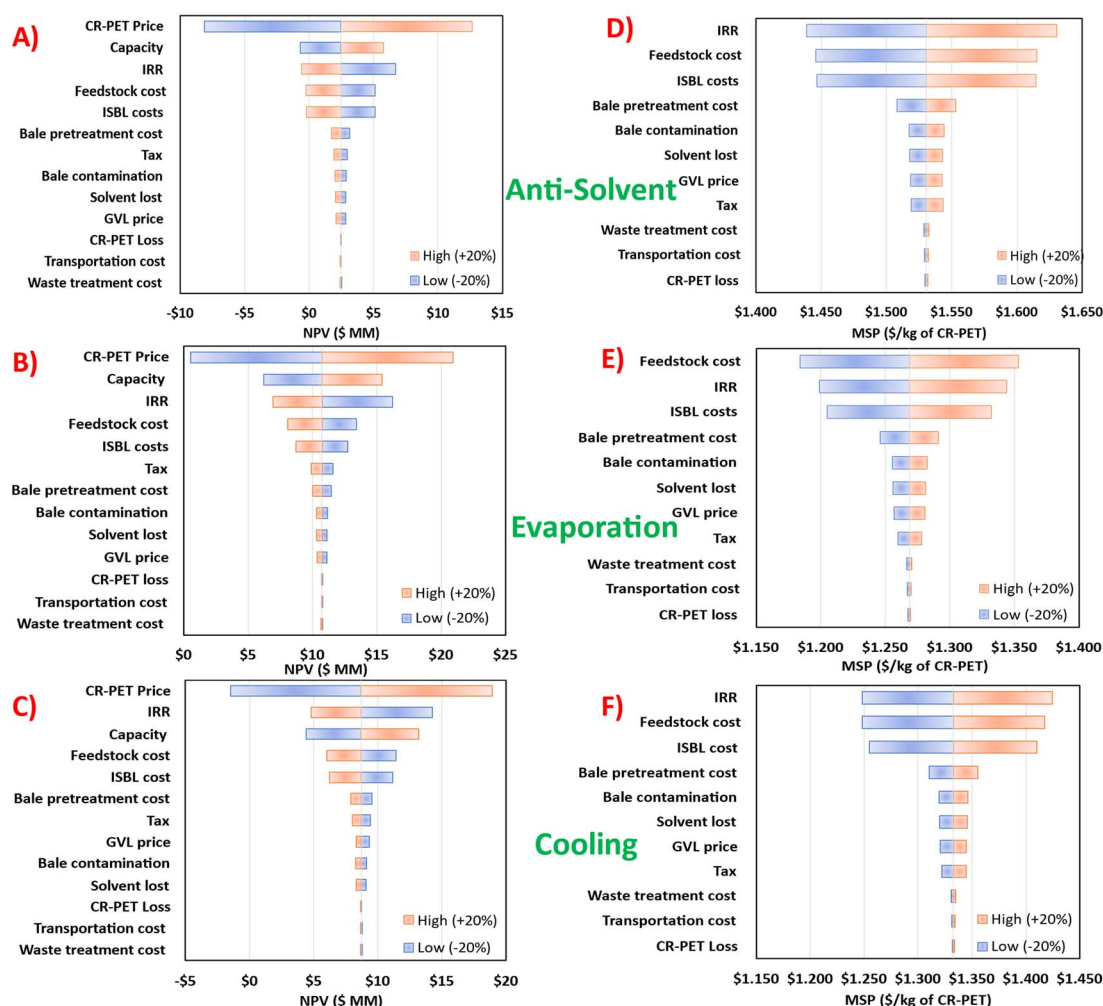 A)
CR-PET Price
Capacity
IRR
Feedstock cost
ISBL costs
Bale pretreatment cost
Tax
Bale contamination
Solvent lost
GVL price
CR-PET Loss
Transportation cost
Waste treatment cost
High (+20%)
Low (-20%)
-$10 -$5 $0 $5 $10 $15
NPV ($ MM)
D)
IRR
Feedstock cost
ISBL costs
Bale pretreatment cost
Bale contamination
Solvent lost
GVL price
Tax
Waste treatment cost
Transportation cost
CR-PET loss
High (+20%)
Low (-20%)
$1.400 $1.450 $1.500 $1.550 $1.600 $1.650
MSP ($/kg of CR-PET)
Anti-Solvent
B)
CR-PET Price
Capacity
IRR
Feedstock cost
ISBL costs
Tax
Bale pretreatment cost
Bale contamination
Solvent lost
GVL price
CR-PET loss
Transportation cost
Waste treatment cost
High (+20%)
Low (-20%)
$0 $5 $10 $15 $20 $25
NPV ($ MM)
E)
Feedstock cost
IRR
ISBL costs
Bale pretreatment cost
Bale contamination
Solvent lost
GVL price
Tax
Waste treatment cost
Transportation cost
CR-PET loss
High (+20%)
Low (-20%)
$1.150 $1.200 $1.250 $1.300 $1.350 $1.400
MSP ($/kg of CR-PET)
Evaporation
C)
CR-PET Price
IRR
Capacity
Feedstock cost
ISBL cost
Bale pretreatment cost
Tax
GVL price
Bale contamination
Solvent lost
CR-PET Loss
Transportation cost
Waste treatment cost
High (+20%)
Low (-20%)
-$5 $0 $5 $10 $15 $20
NPV ($ MM)
F)
IRR
Feedstock cost
ISBL cost
Bale pretreatment cost
Bale contamination
Solvent lost
GVL price
Tax
Waste treatment cost
Transportation cost
CR-PET Loss
High (+20%)
Low (-20%)
$1.150 $1.200 $1.250 $1.300 $1.350 $1.400 $1.450
MSP ($/kg of CR-PET)
Cooling